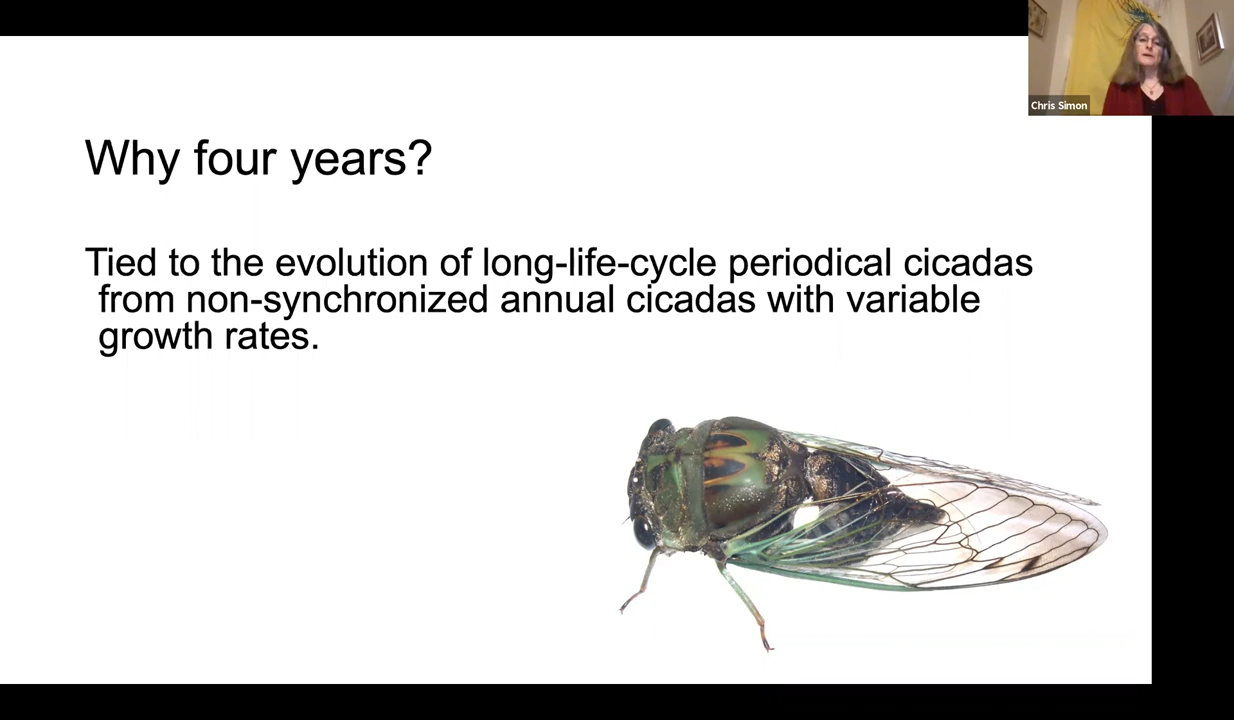 Chris Simon
Why four years?
Tied to the evolution of long-life-cycle periodical cicadas
from non-synchronized annual cicadas with variable
growth rates.